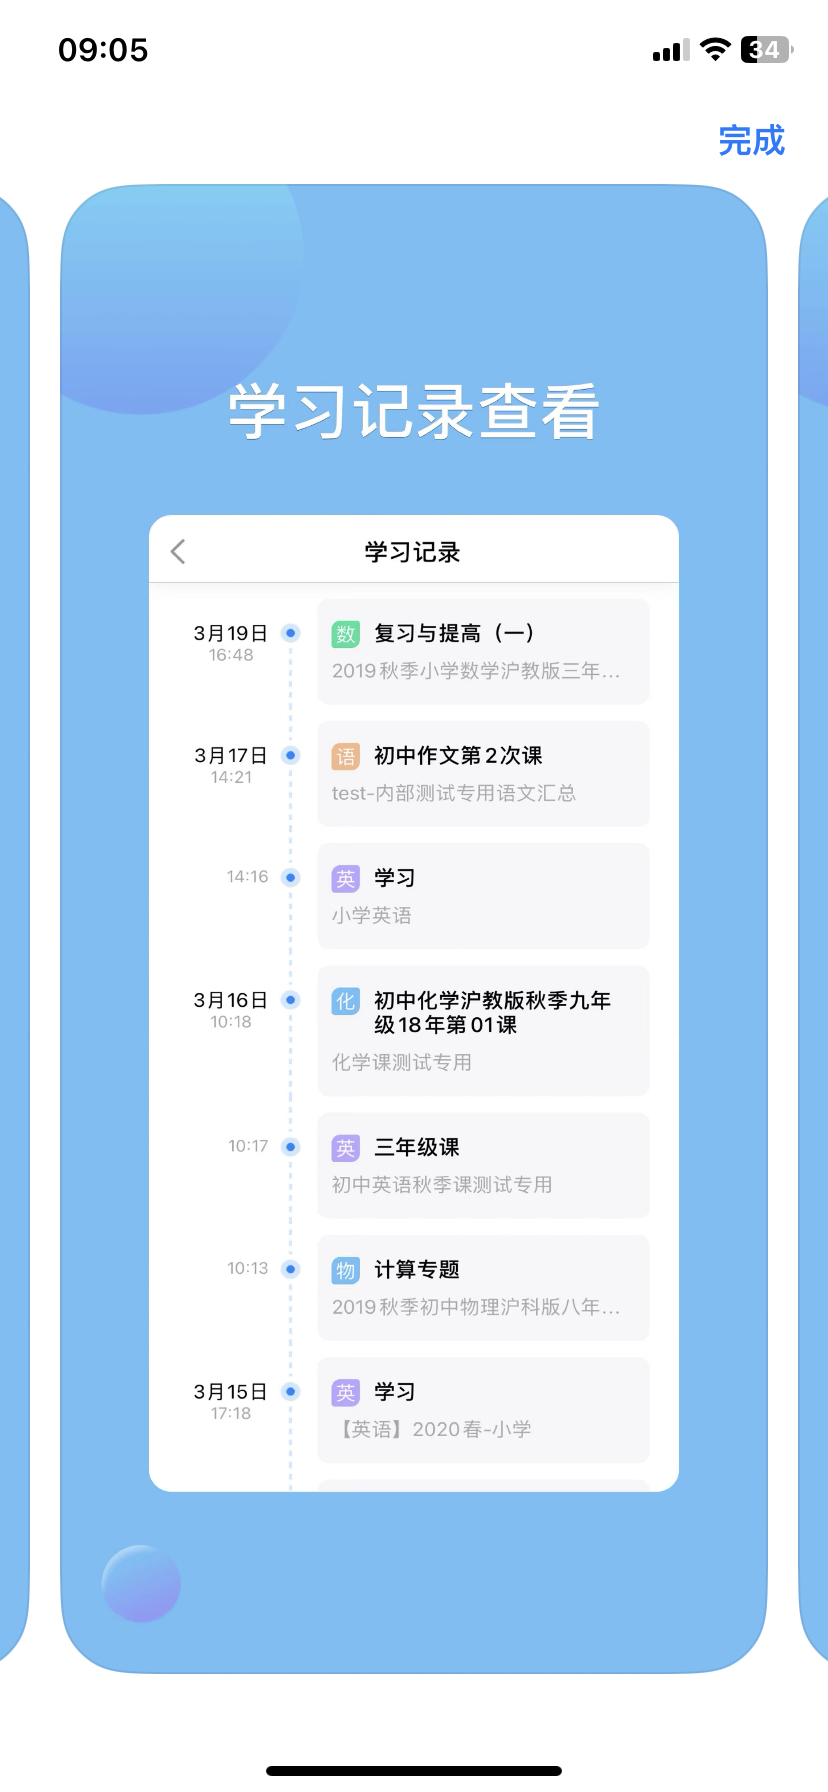 09:05
34
完成
学习记录查看
学习记录
3月19日
16:48
数 复习与提高（一）
2019秋季小学数学沪教版三年…
3月17日
14:21
语 初中作文第2次课
test-内部测试专用语文汇总
14:16
英 学习
小学英语
3月16日
10:18
化 初中化学沪教版秋季九年
级18年第01课
化学课测试专用
10:17
英 三年级课
初中英语秋季课测试专用
10:13
物 计算专题
2019秋季初中物理沪科版八年…
3月15日
17:18
英 学习
【英语】2020春-小学